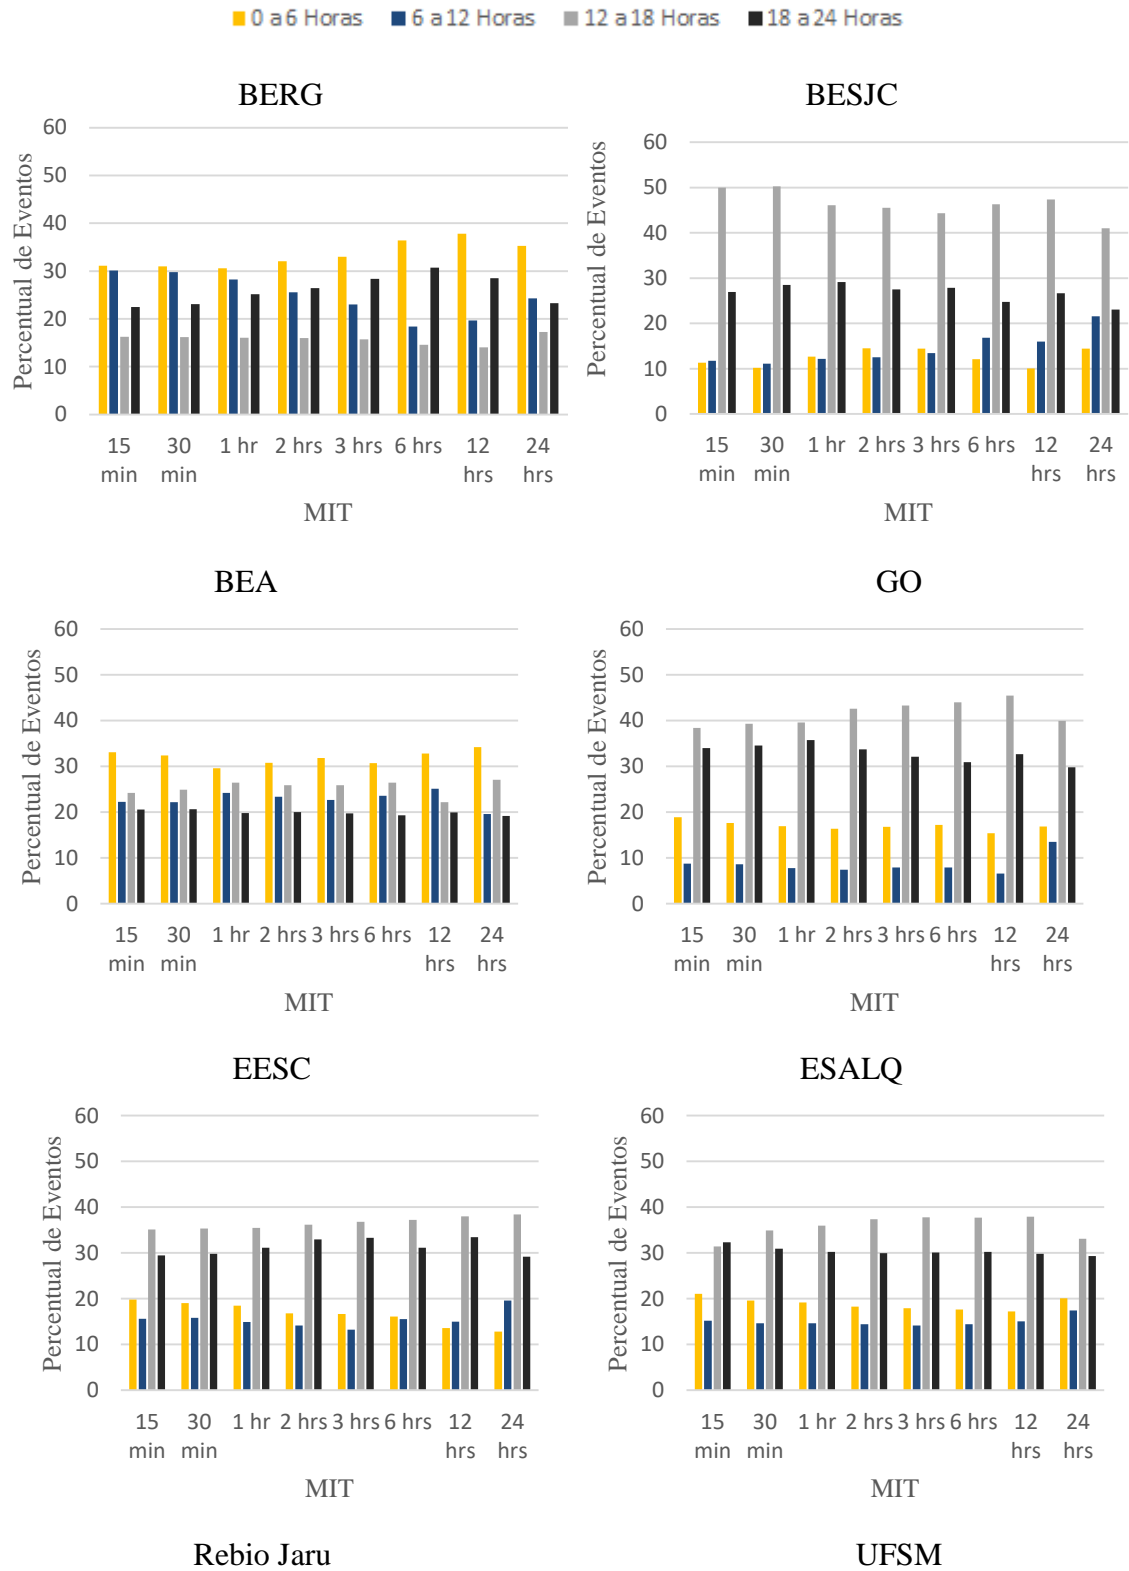 0 a 6 Horas 6 a 12 Horas 12 a 18 Horas 18 a 24 Horas
BERG
Percentual de Eventos
60
50
40
30
20
10
0
15 min 30 min 1 hr 2 hrs 3 hrs 6 hrs 12 hrs 24 hrs
MIT
BESJC
Percentual de Eventos
60
50
40
30
20
10
0
15 min 30 min 1 hr 2 hrs 3 hrs 6 hrs 12 hrs 24 hrs
MIT
BEA
Percentual de Eventos
60
50
40
30
20
10
0
15 min 30 min 1 hr 2 hrs 3 hrs 6 hrs 12 hrs 24 hrs
MIT
GO
Percentual de Eventos
60
50
40
30
20
10
0
15 min 30 min 1 hr 2 hrs 3 hrs 6 hrs 12 hrs 24 hrs
MIT
EESC
Percentual de Eventos
60
50
40
30
20
10
0
15 min 30 min 1 hr 2 hrs 3 hrs 6 hrs 12 hrs 24 hrs
MIT
ESALQ
Percentual de Eventos
60
50
40
30
20
10
0
15 min 30 min 1 hr 2 hrs 3 hrs 6 hrs 12 hrs 24 hrs
MIT
Rebio Jaru
UFSM